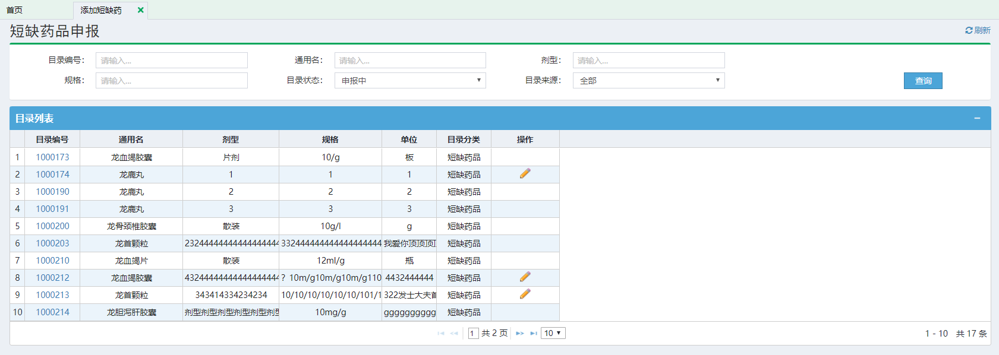 首页 添加短缺药
短缺药品申报 刷新
目录编号: 请输入... 通用名: 请输入... 剂型: 请输入...
规格: 请输入... 目录状态: 申报中 目录来源: 全部 查询
目录列表
目录编号 通用名 剂型 规格 单位 目录分类 操作
1 1000173 龙血竭胶囊 片剂 10/g 板 短缺药品
2 1000174 龙鹿丸 1 1 1 短缺药品
3 1000190 龙鹿丸 2 2 2 短缺药品
4 1000191 龙鹿丸 3 3 3 短缺药品
5 1000200 龙骨颈椎胶囊 散装 10g/l g 短缺药品
6 1000203 龙首颗粒 23244444444444444444 332444444444444444444 我爱你顶顶顶 短缺药品
7 1000210 龙血竭片 散装 12ml/g 瓶 短缺药品
8 1000212 龙血竭胶囊 43244444444444444444 ? 10m/g10m/g10m/g110 4432444444 短缺药品
9 1000213 龙首颗粒 343414334234234 10/10/10/10/10/10/101/1 322发士大夫首 短缺药品
10 1000214 龙胆泻肝胶囊 剂型剂型剂型剂型剂型剂型 10mg/g gggggggggg 短缺药品
1 共 2 页 10 1 - 10 共 17 条